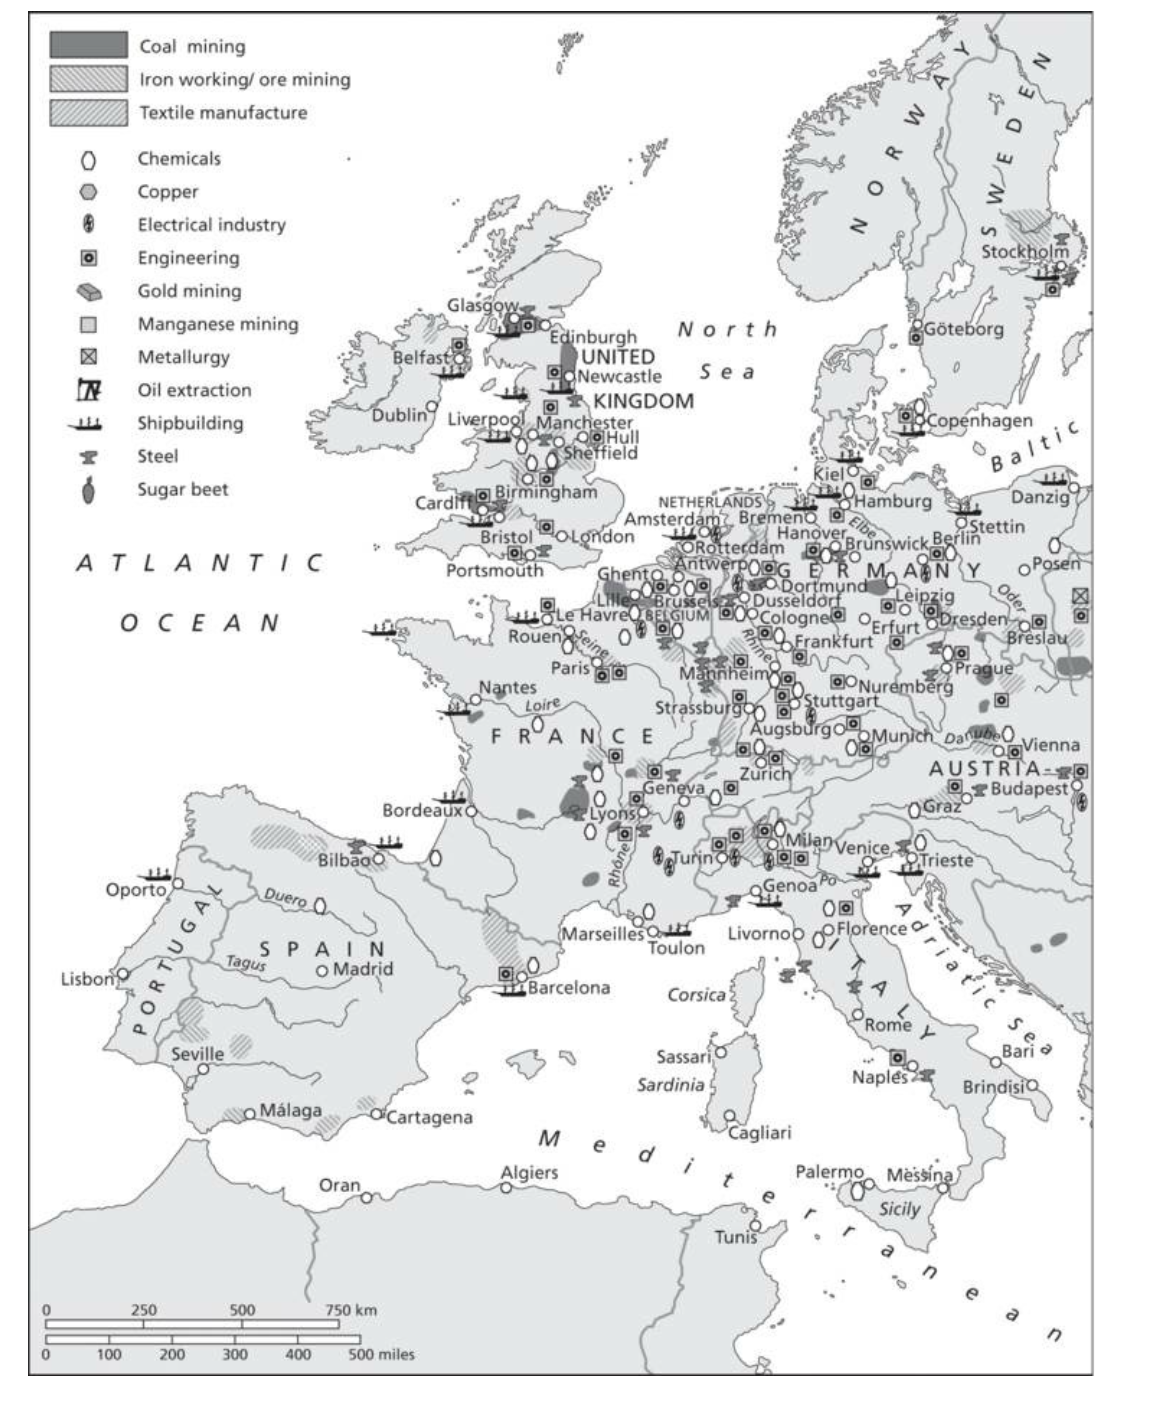 Coal mining
Iron working/ ore mining
Textile manufacture
Chemicals
Copper
Electrical industry
Engineering
Gold mining
Manganese mining
Metallurgy
Oil extraction
Shipbuilding
Steel
Sugar beet
NORWAY
SWEDEN
Stockholm
Göteborg
North
Sea
Glasgow
Edinburgh
UNITED
KINGDOM
Newcastle
Belfast
Dublin
Liverpool
Manchester
Hull
Sheffield
Birmingham
Cardiff
Bristol
London
Portsmouth
Copenhagen
Baltic
Kiel
Hamburg
Danzig
Stettin
NETHERLANDS
Amsterdam
Bremen
Elbe
Hanover
Berlin
Brunswick
Rotterdam
Posen
Antwerp
GERMANY
Ghent
Dortmund
Lille
Brussels
Dusseldorf
Leipzig
Oder
Le Havre
BELGIUM
Cologne
Erfurt
Dresden
Breslau
Rouen
Seine
Rhine
Frankfurt
Paris
Mannheim
Prague
Nuremberg
Nantes
Loire
Strassburg
Stuttgart
Augsburg
Munich
Danube
Vienna
FRANCE
Zurich
AUSTRIA-
Geneva
Budapest
Graz
Bordeaux
Lyons
Rhône
Turin
Milan
Venice
Trieste
Po
Genoa
ATLANTIC
OCEAN
Bilbao
Oporto
Duero
PORTUGAL
SPAIN
Lisbon
Tagus
Madrid
Marseilles
Toulon
Livorno
Florence
Adriatic Sea
Barcelona
Corsica
ITALY
Rome
Seville
Sassari
Sardinia
Bari
Naples
Brindisi
Málaga
Cartagena
Cagliari
Mediterranean
Oran
Algiers
Palermo
Messina
Sicily
Tunis
0 250 500 750 km
0 100 200 300 400 500 miles